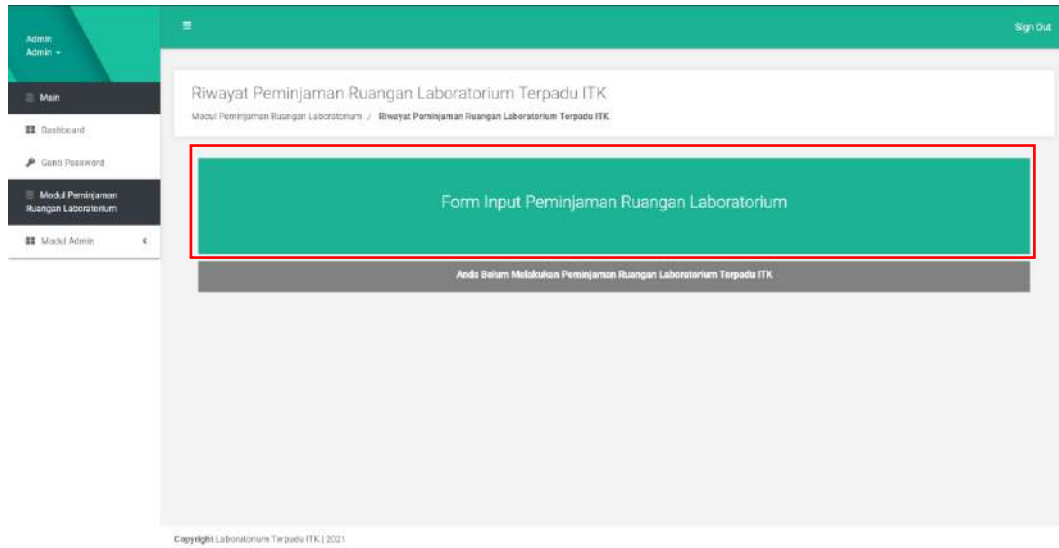 Admin
Admin
Sign Out
Main
Dashboard
Ganti Password
Modul Peminjaman
Ruangan Laboratorium
Modul Admin
Riwayat Peminjaman Ruangan Laboratorium Terpadu ITK
Modul Peminjaman Ruangan Laboratorium / Riwayat Peminjaman Ruangan Laboratorium Terpadu ITK
Form Input Peminjaman Ruangan Laboratorium
Anda Belum Melakukan Peminjaman Ruangan Laboratorium Terpadu ITK
Copyright Laboratorium Terpadu ITK | 2021